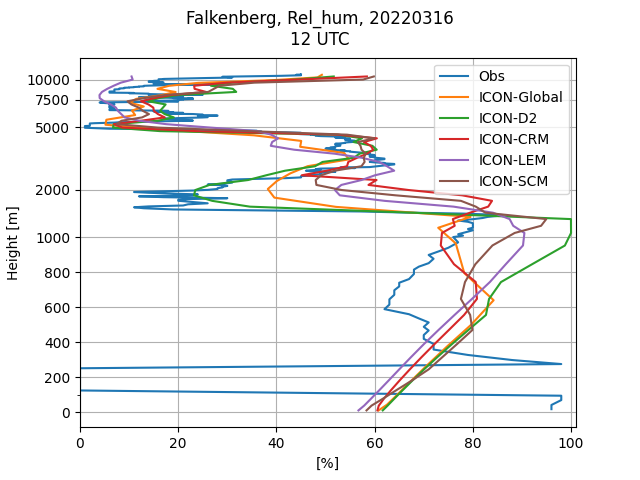 Falkenberg, Rel_hum, 20220316
12 UTC
Height [m]
10000
7500
5000
2000
1000
800
600
400
200
0
0
20
40
60
80
100
[%]
Obs
ICON-Global
ICON-D2
ICON-CRM
ICON-LEM
ICON-SCM